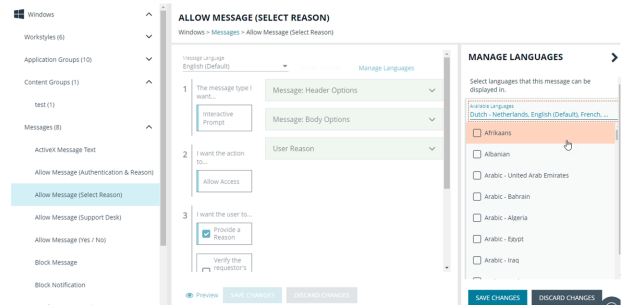 Windows
Workstyles (6)
Application Groups (10)
Content Groups (1)
test (1)
Messages (8)
ActiveX Message Text
Allow Message (Authentication & Reason)
Allow Message (Select Reason)
Allow Message (Support Desk)
Allow Message (Yes / No)
Block Message
Block Notification
ALLOW MESSAGE (SELECT REASON)
Windows > Messages > Allow Message (Select Reason)
Message Language
English (Default)
Manage Languages
1
The message type I
want...
Interactive
Prompt
2
I want the action
to...
Allow Access
3
I want the user to...
Provide a
Reason
Verify the
requestor's
Message: Header Options
Message: Body Options
User Reason
Preview
SAVE CHANGES
DISCARD CHANGES
MANAGE LANGUAGES
Select languages that this message can be
displayed in.
Available Languages
Dutch - Netherlands, English (Default), French, ...
Afrikaans
Albanian
Arabic - United Arab Emirates
Arabic - Bahrain
Arabic - Algeria
Arabic - Egypt
Arabic - Iraq
SAVE CHANGES
DISCARD CHANGES